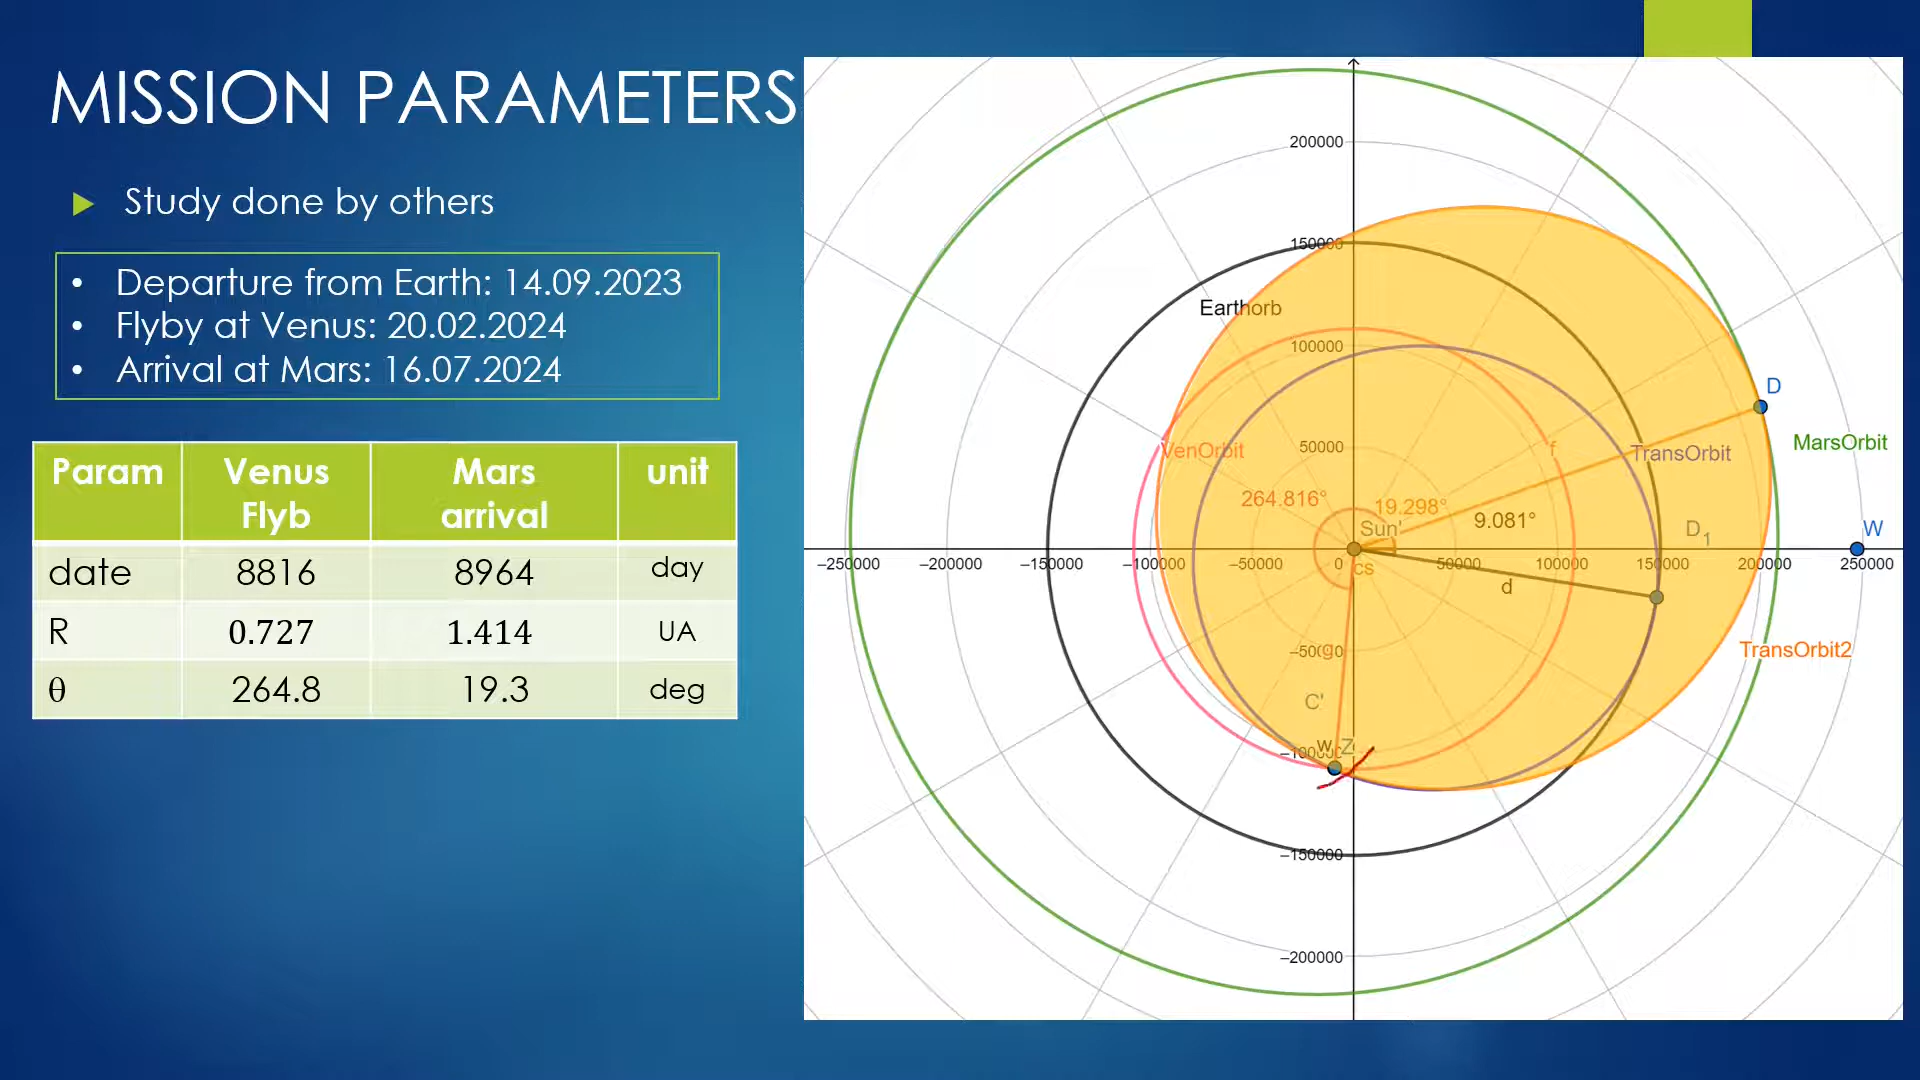 MISSION PARAMETERS
Study done by others
• Departure from Earth: 14.09.2023
• Flyby at Venus: 20.02.2024
• Arrival at Mars: 16.07.2024
Param Venus Flyb Mars arrival unit
date 8816 8964 day
R 0.727 1.414 UA
θ 264.8 19.3 deg
200000
150000
Earthorb
100000
D
50000
VenOrbit
f
TransOrbit
MarsOrbit
264.816°
19.298°
9.081°
Sun'
D1
W
−250000 −200000 −150000 −100000 −50000 0 50000 100000 150000 200000 250000
cs
d
−50000
g
TransOrbit2
C'
W Z
−100000
−150000
−200000